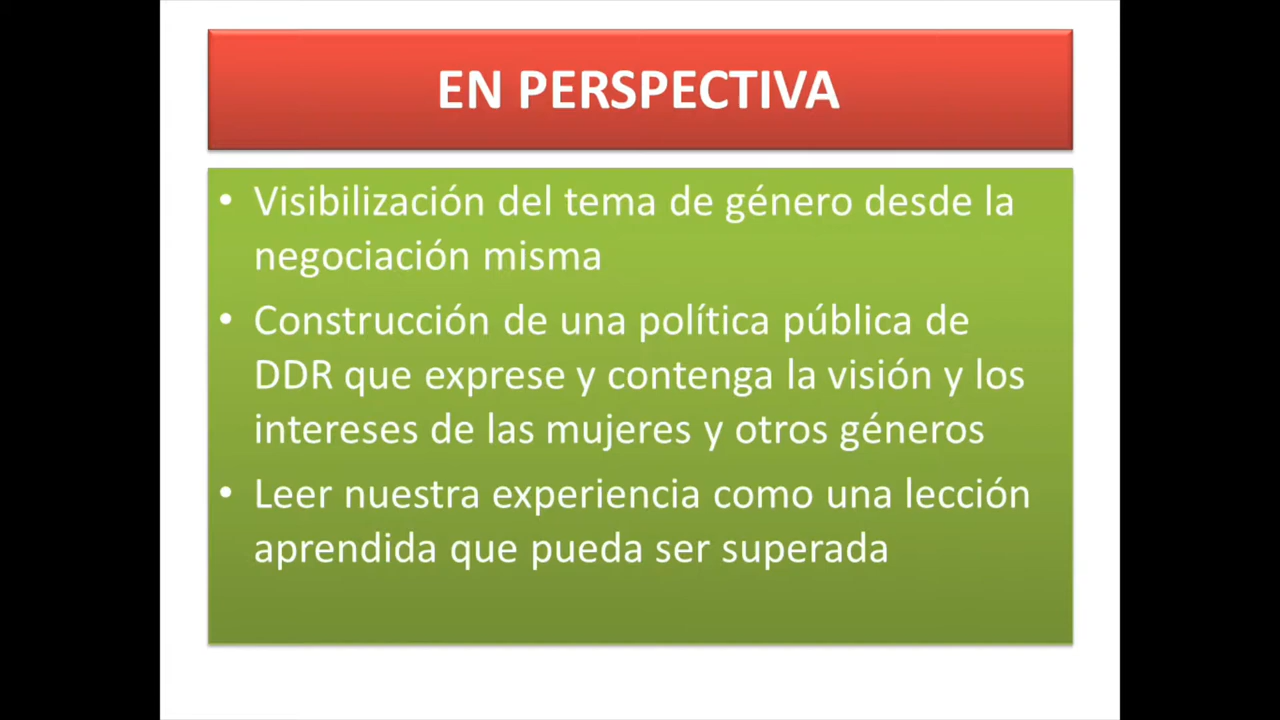 EN PERSPECTIVA
• Visibilización del tema de género desde la
negociación misma
• Construcción de una política pública de
DDR que exprese y contenga la visión y los
intereses de las mujeres y otros géneros
• Leer nuestra experiencia como una lección
aprendida que pueda ser superada